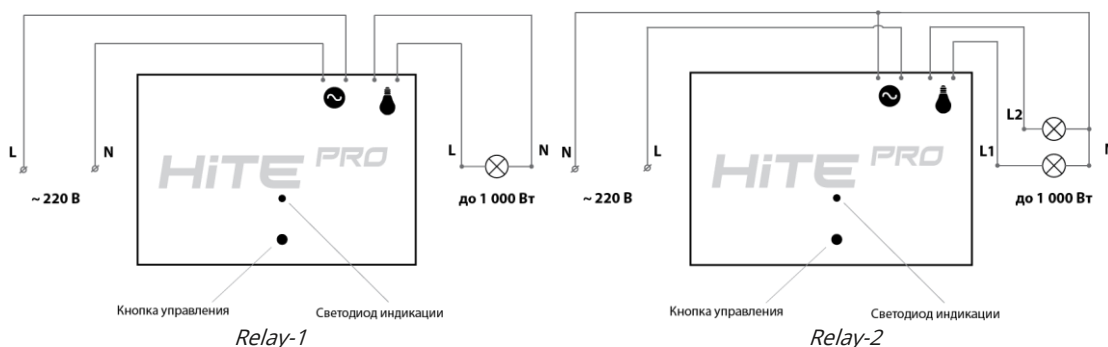 L
N
~ 220 В
HiTE PRO
L
N
до 1 000 Вт
Кнопка управления
Светодиод индикации
Relay-1
N
L
~ 220 В
HiTE PRO
L2
L1
N
до 1 000 Вт
Кнопка управления
Светодиод индикации
Relay-2